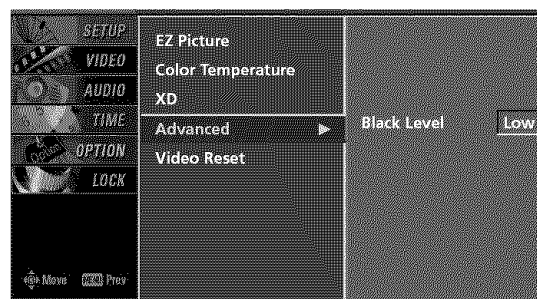 SETUP
VIDEO
AUDIO
TIME
OPTION
LOCK
Move MENU Prev
EZ Picture
Color Temperature
XD
Advanced
Video Reset
Black Level Low